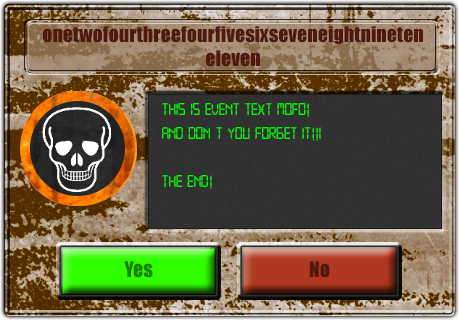 onetwofourthreefourfivesixseveneightnineten
eleven
THIS IS EVENT TEXT MOFO!
AND DON T YOU FORGET IT!!!
THE END!
Yes
No